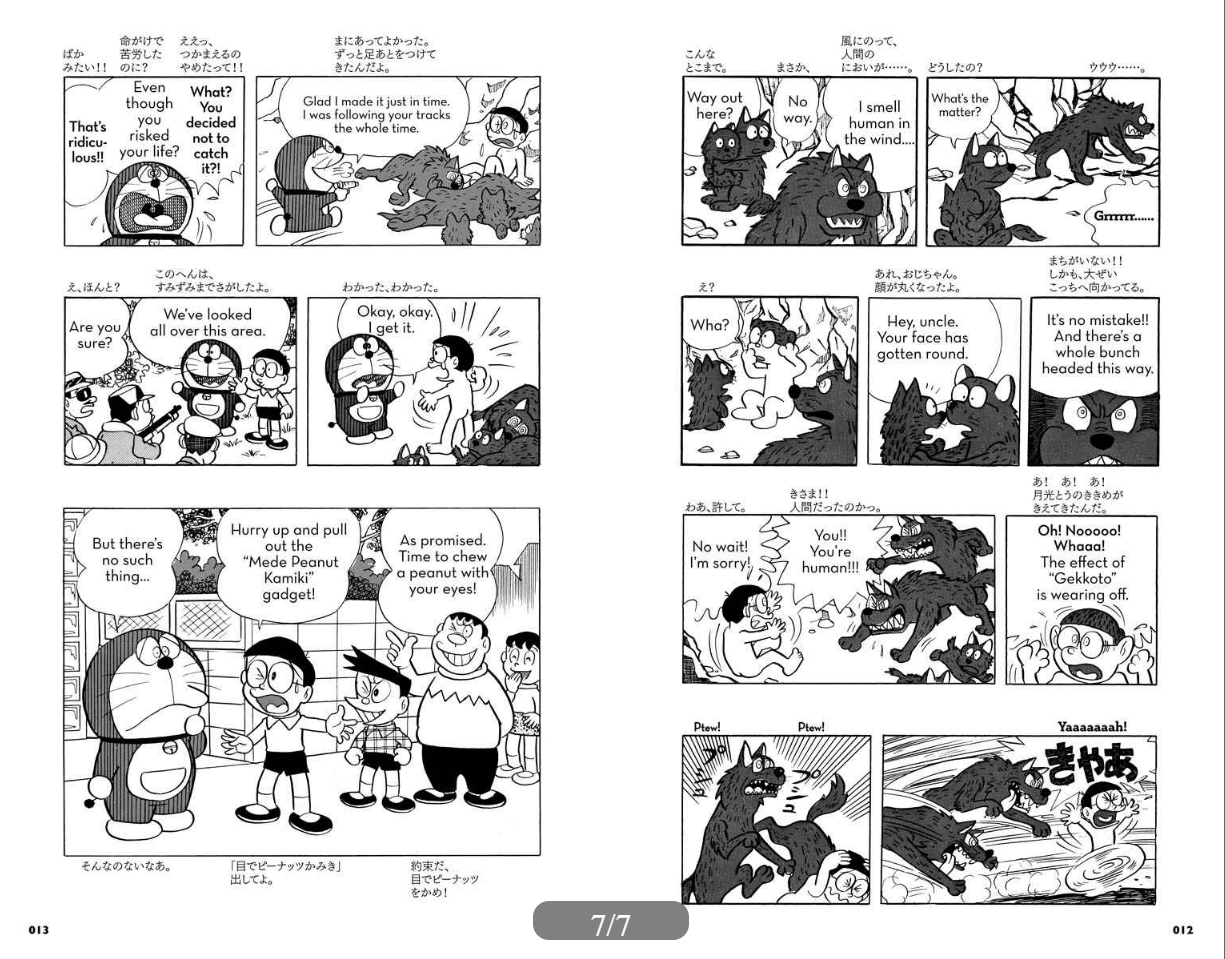 ウウウ……。
Grrrrrr......
どうしたの？
What's the
matter?
風にのって、
人間の
においが……。
I smell
human in
the wind....
まさか、
No
way.
こんな
とこまで。
Way out
here?
まちがいない！！
しかも、大ぜい
こっちへ向かってる。
It's no mistake!!
And there's a
whole bunch
headed this way.
あれ、おじちゃん。
顔が丸くなったよ。
Hey, uncle.
Your face has
gotten round.
え？
Wha?
あ！　あ！　あ！
月光とうのききめが
きえてきたんだ。
Oh! Nooooo!
Whaaa!
The effect of
“Gekkoto”
is wearing off.
きさま！！
人間だったのかっ。
You!!
You're
human!!!
わあ、許して。
No wait!
I'm sorry!
Yaaaaaaah!
きゃあ
Ptew!
プッ
Ptew!
プッ
012
まにあってよかった。
ずっと足あとをつけて
きたんだよ。
Glad I made it just in time.
I was following your tracks
the whole time.
ええっ、
つかまえるの
やめたって！！
What?
You
decided
not to
catch
it?!
命がけで
苦労した
のに？
Even
though
you
risked
your life?
ばか
みたい！！
That's
ridicu-
lous!!
わかった、わかった。
Okay, okay.
I get it.
このへんは、
すみずみまでさがしたよ。
We've looked
all over this area.
え、ほんと？
Are you
sure?
As promised.
Time to chew
a peanut with
your eyes!
約束だ、
目でピーナッツ
をかめ！
Hurry up and pull
out the
“Mede Peanut
Kamiki”
gadget!
「目でピーナッツかみき」
出してよ。
But there's
no such
thing...
そんなのないなあ。
013
7/7